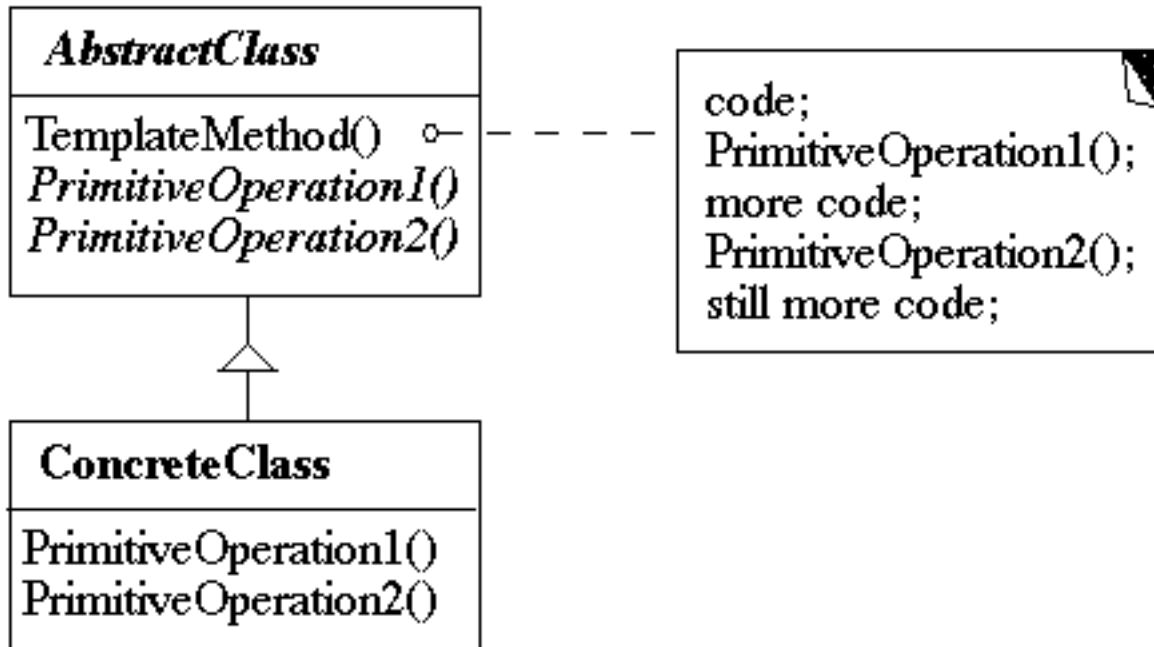 AbstractClass
TemplateMethod()
PrimitiveOperation1()
PrimitiveOperation2()
code;
PrimitiveOperation1();
more code;
PrimitiveOperation2();
still more code;
ConcreteClass
PrimitiveOperation1()
PrimitiveOperation2()